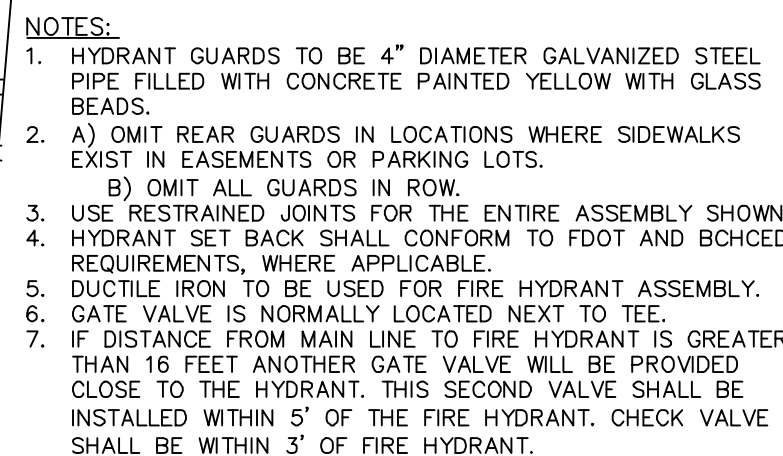 NOTES:
1. HYDRANT GUARDS TO BE 4" DIAMETER GALVANIZED STEEL
PIPE FILLED WITH CONCRETE PAINTED YELLOW WITH GLASS
BEADS.
2. A) OMIT REAR GUARDS IN LOCATIONS WHERE SIDEWALKS
EXIST IN EASEMENTS OR PARKING LOTS.
B) OMIT ALL GUARDS IN ROW.
3. USE RESTRAINED JOINTS FOR THE ENTIRE ASSEMBLY SHOWN
4. HYDRANT SET BACK SHALL CONFORM TO FDOT AND BCHCED
REQUIREMENTS, WHERE APPLICABLE.
5. DUCTILE IRON TO BE USED FOR FIRE HYDRANT ASSEMBLY.
6. GATE VALVE IS NORMALLY LOCATED NEXT TO TEE.
7. IF DISTANCE FROM MAIN LINE TO FIRE HYDRANT IS GREATER
THAN 16 FEET ANOTHER GATE VALVE WILL BE PROVIDED
CLOSE TO THE HYDRANT. THIS SECOND VALVE SHALL BE
INSTALLED WITHIN 5' OF THE FIRE HYDRANT. CHECK VALVE
SHALL BE WITHIN 3' OF FIRE HYDRANT.